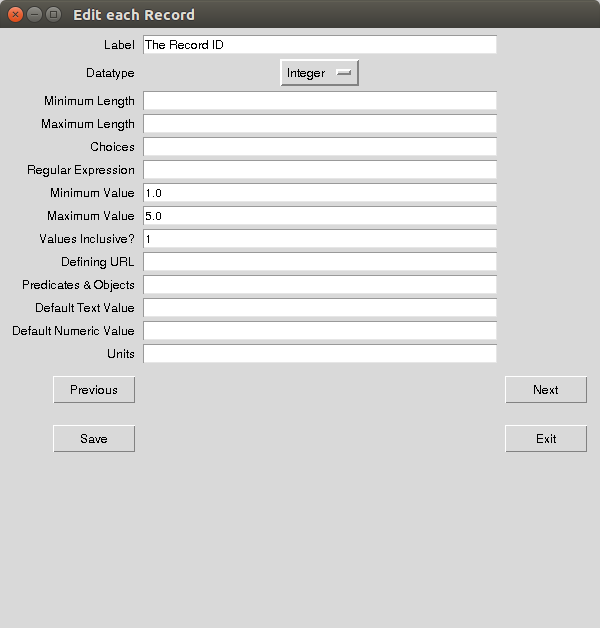 Edit each Record
Label The Record ID
Datatype Integer
Minimum Length
Maximum Length
Choices
Regular Expression
Minimum Value 1.0
Maximum Value 5.0
Values Inclusive? 1
Defining URL
Predicates & Objects
Default Text Value
Default Numeric Value
Units
Previous Next
Save Exit